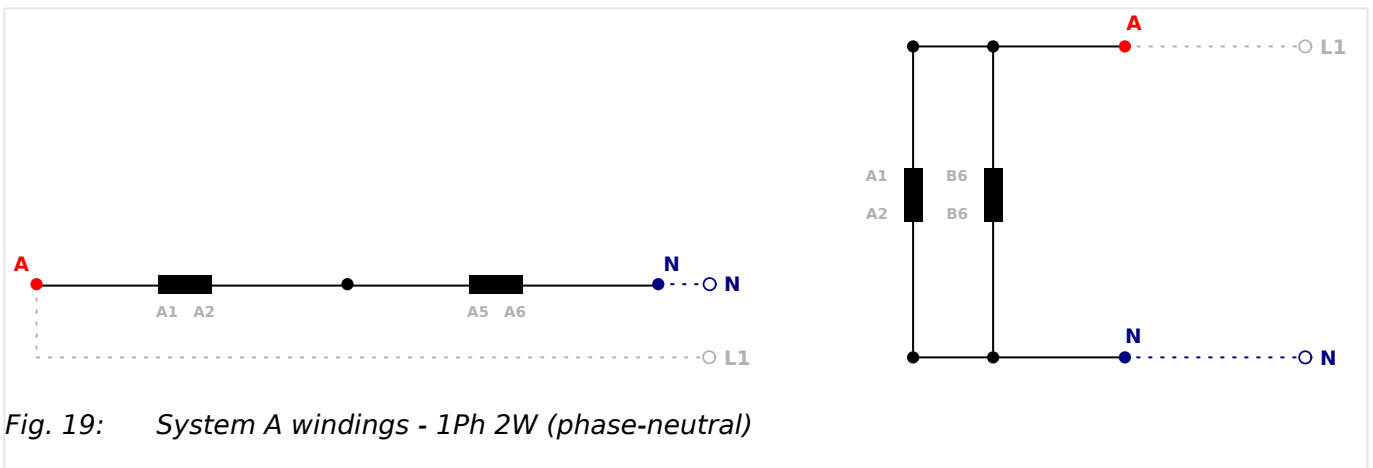 A
L1
A1 B6
A2 B6
A
N
N
A1 A2
A5 A6
N
N
L1
Fig. 19: System A windings - 1Ph 2W (phase-neutral)